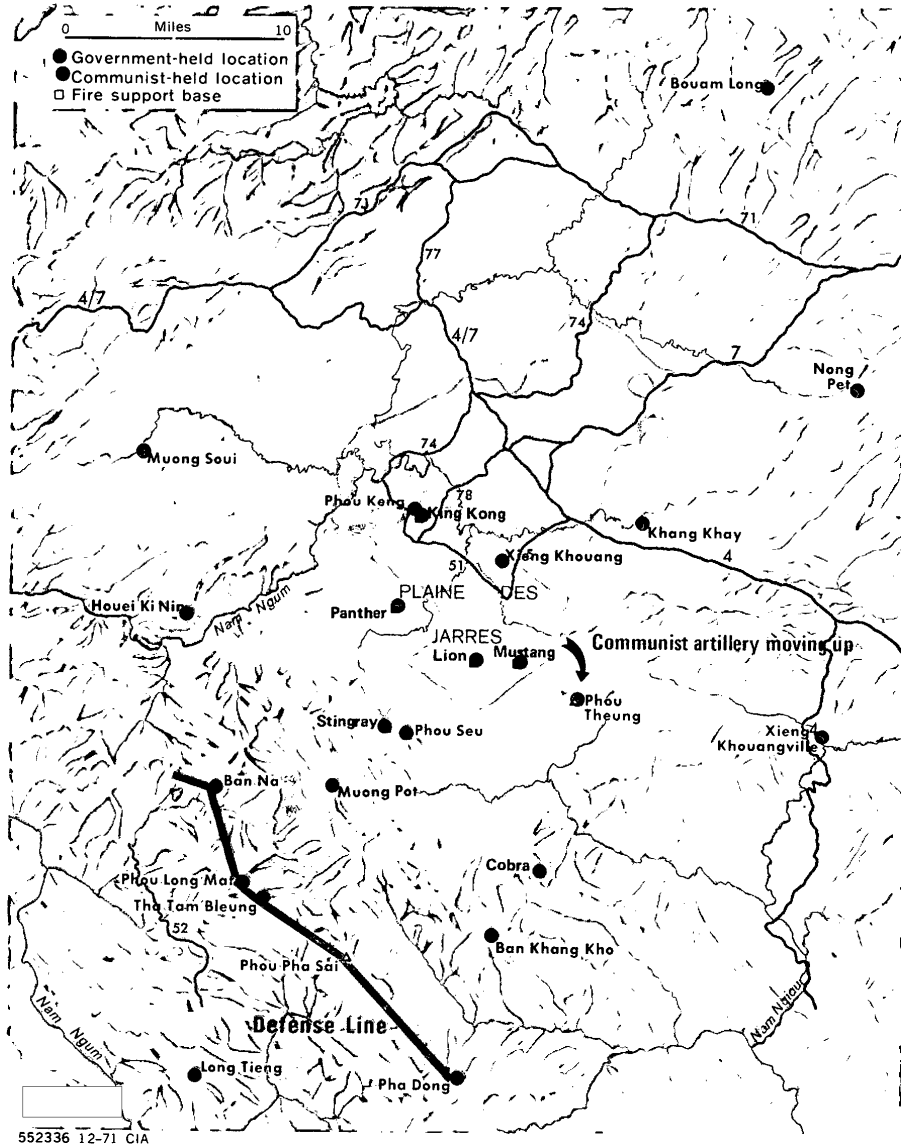 0 Miles 10
Government-held location
Communist-held location
Fire support base
Bouam Long
71
71
77
4/7
4/7
74
7
Nong
Pet
Muong Soui
74
Phou Keng
78
King Kong
Khang Khay
Xieng Khouang
4
51
PLAINE DES
Houei Ki Nin
Nam Ngum
Panther
JARRES
Communist artillery moving up
Lion
Mustang
Phou
Theung
Stingray
Phou Seu
Xieng
Khouangville
4
Ban Na
Muong Pot
Cobra
Phou Long Mat
Tha Tam Bleung
52
Ban Khang Kho
Phou Pha Sai
Nam Ngum
Nam Ngiou
Defense Line
Long Tieng
Pha Dong
552336 12-71 CIA